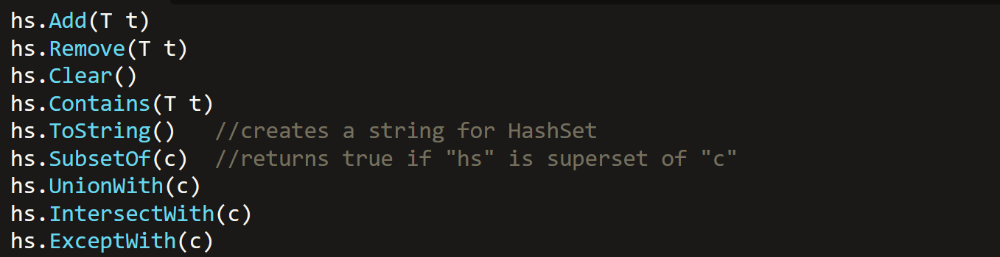 hs.Add(T t)
hs.Remove(T t)
hs.Clear()
hs.Contains(T t)
hs.ToString()   //creates a string for HashSet
hs.SubsetOf(c)  //returns true if "hs" is superset of "c"
hs.UnionWith(c)
hs.IntersectWith(c)
hs.ExceptWith(c)